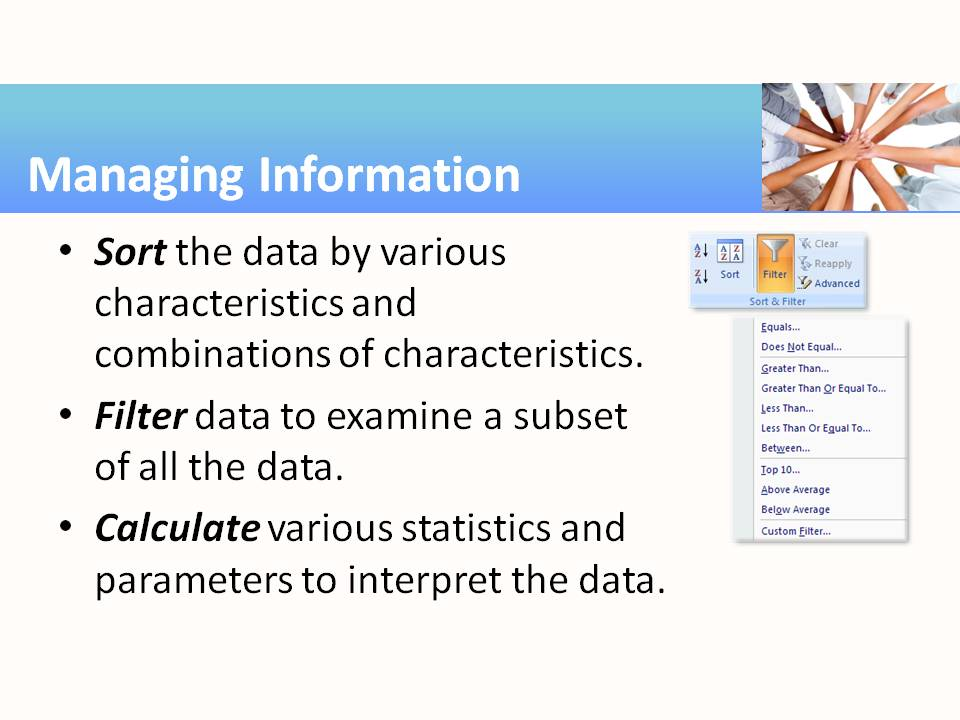 Managing Information
• Sort the data by various
characteristics and
combinations of characteristics.
• Filter data to examine a subset
of all the data.
• Calculate various statistics and
parameters to interpret the data.
A
Z
Z
A
A Z
Z A
Sort
Filter
Clear
Reapply
Advanced
Sort & Filter
Equals...
Does Not Equal...
Greater Than...
Greater Than Or Equal To...
Less Than...
Less Than Or Equal To...
Between...
Top 10...
Above Average
Below Average
Custom Filter...